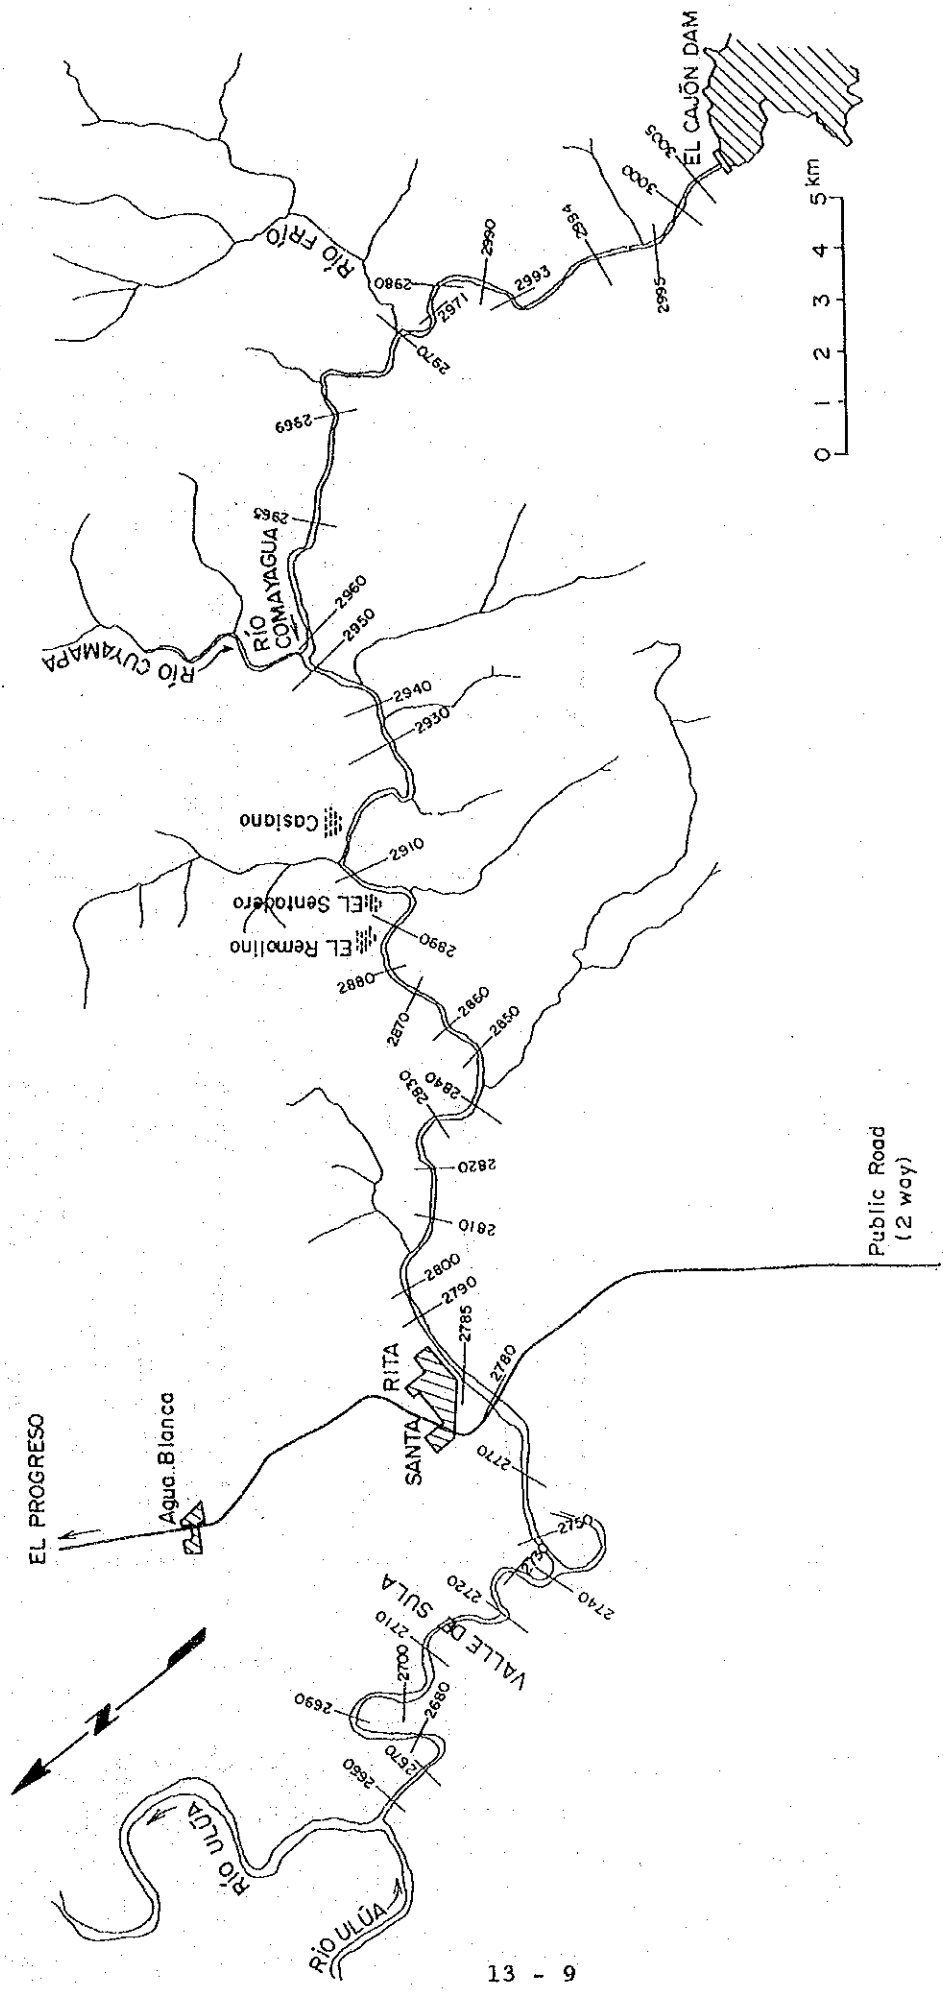 EL PROGRESO
Agua Blanca
SANTA RITA
Public Road
(2 way)
VALLE DE SULA
RÍO ULÚA
RÍO ULÚA
EL Remolino
EL Sentadero
Casiano
RÍO CUYAMAPA
RÍO
COMAYAGUA
RÍO FRÍO
EL CAJÓN DAM
N
2660
2670
2680
2690
2700
2710
2720
2730
2740
2750
2770
2780
2785
2790
2800
2810
2820
2830
2840
2850
2860
2870
2880
2890
2910
2930
2940
2950
2960
2965
2969
2970
2971
2980
2990
2993
2994
2995
3000
3005
0 1 2 3 4 5 km
13 - 9